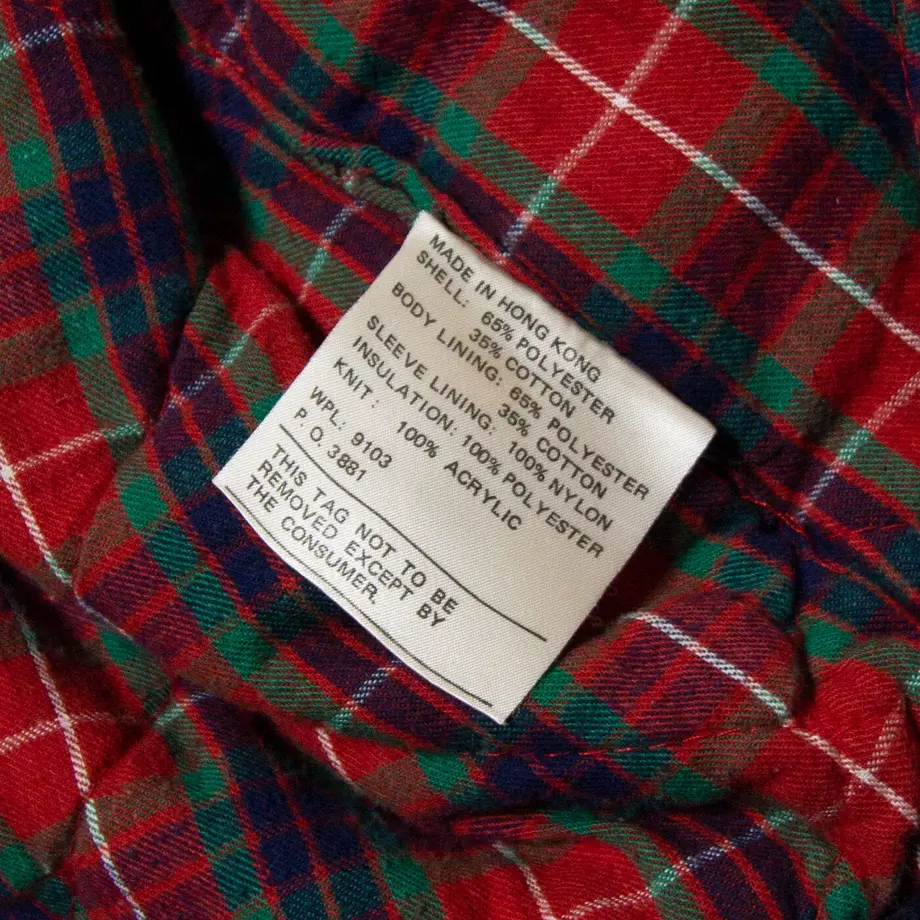 MADE IN HONG KONG
SHELL: 65% POLYESTER
35% COTTON
BODY LINING: 65% POLYESTER
35% COTTON
SLEEVE LINING: 100% NYLON
INSULATION: 100% POLYESTER
KNIT: 100% ACRYLIC
WPL: 9103
P. O. 3881
THIS TAG NOT TO BE
REMOVED EXCEPT BY
THE CONSUMER.